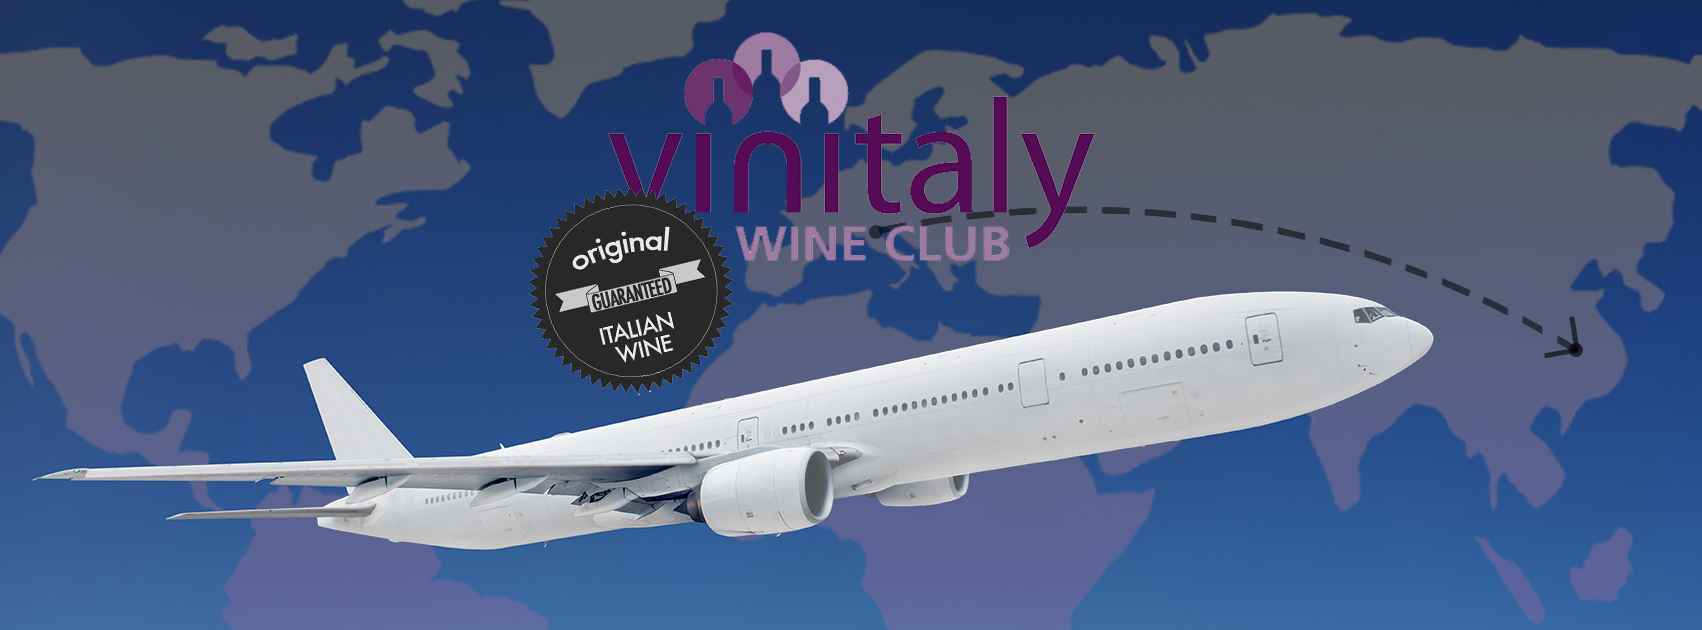 vinitaly
WINE CLUB
original
GUARANTEED
ITALIAN
WINE